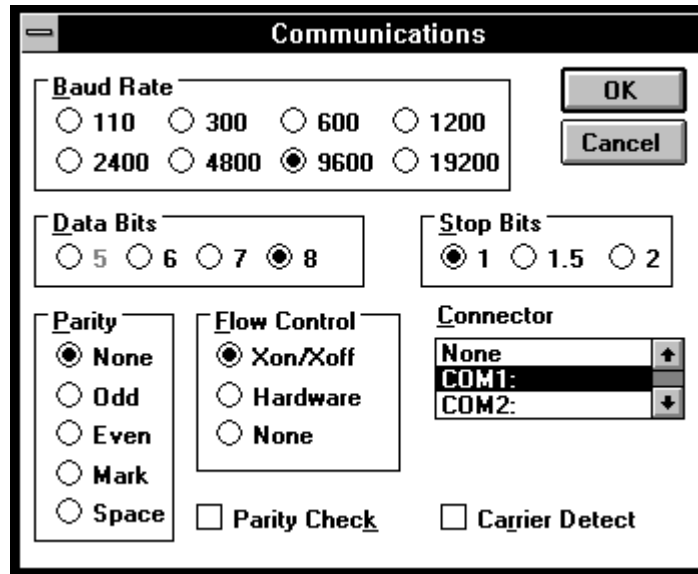 Communications
Baud Rate
OK
110 300 600 1200
Cancel
2400 4800 9600 19200
Data Bits
5 6 7 8
Stop Bits
1 1.5 2
Parity
None
Odd
Even
Mark
Space
Flow Control
Xon/Xoff
Hardware
None
Connector
None
COM1:
COM2:
Parity Check
Carrier Detect